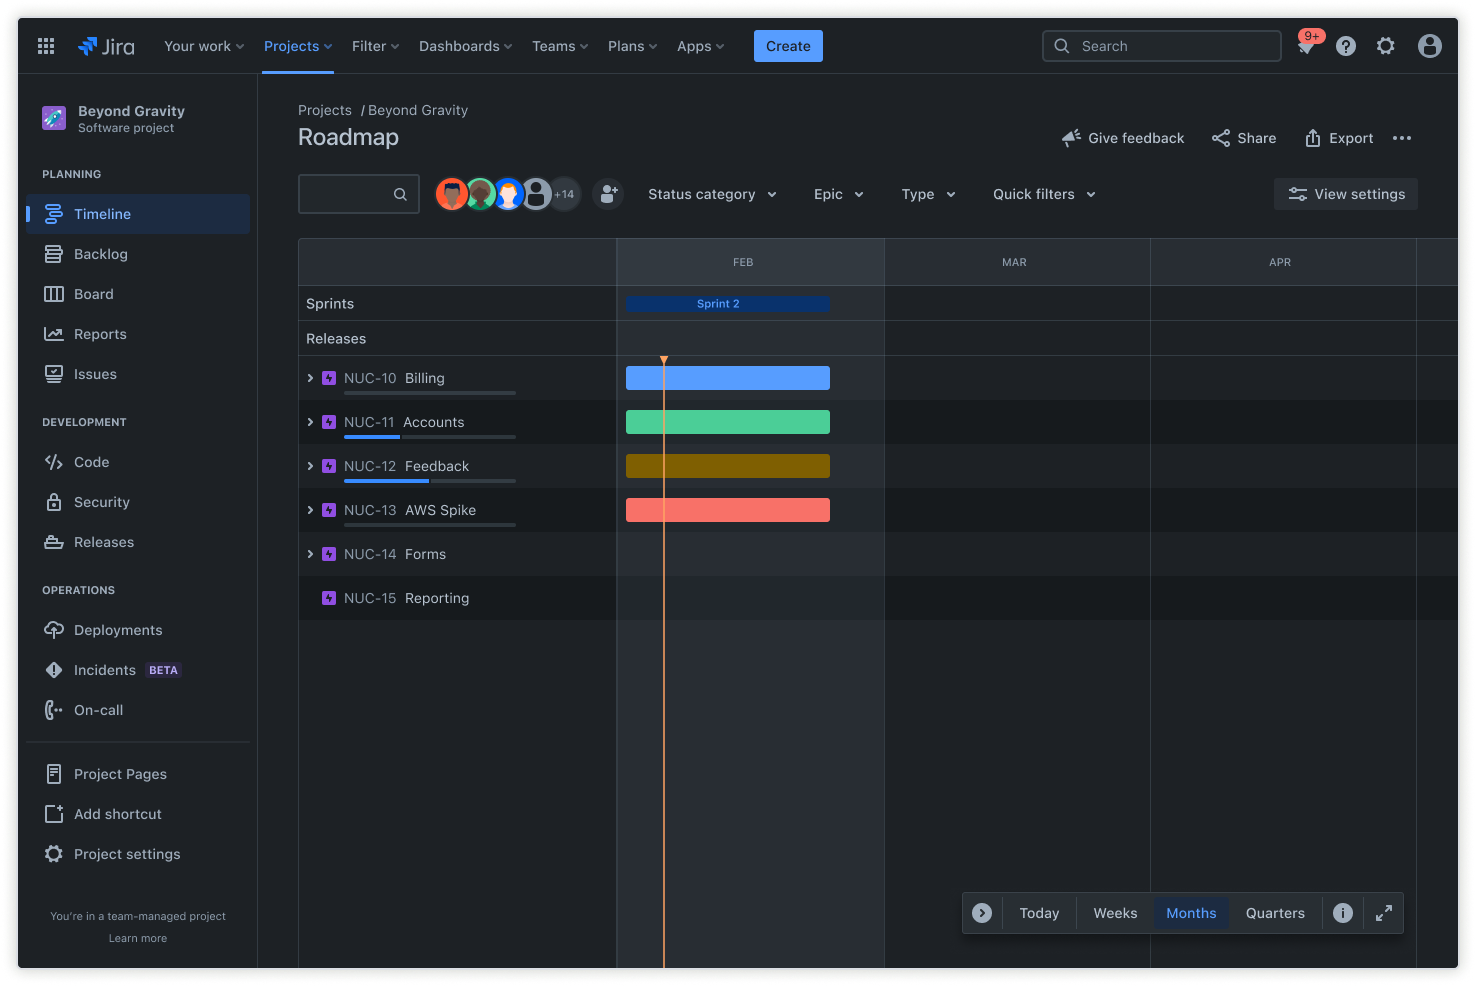 Jira
Your work
Projects
Filter
Dashboards
Teams
Plans
Apps
Create
Search
9+
Beyond Gravity
Software project
PLANNING
Timeline
Backlog
Board
Reports
Issues
DEVELOPMENT
Code
Security
Releases
OPERATIONS
Deployments
Incidents BETA
On-call
Project Pages
Add shortcut
Project settings
You're in a team-managed project
Learn more
Projects / Beyond Gravity
Roadmap
Give feedback
Share
Export
+14
Status category
Epic
Type
Quick filters
View settings
FEB
MAR
APR
Sprints
Sprint 2
Releases
NUC-10 Billing
NUC-11 Accounts
NUC-12 Feedback
NUC-13 AWS Spike
NUC-14 Forms
NUC-15 Reporting
Today
Weeks
Months
Quarters